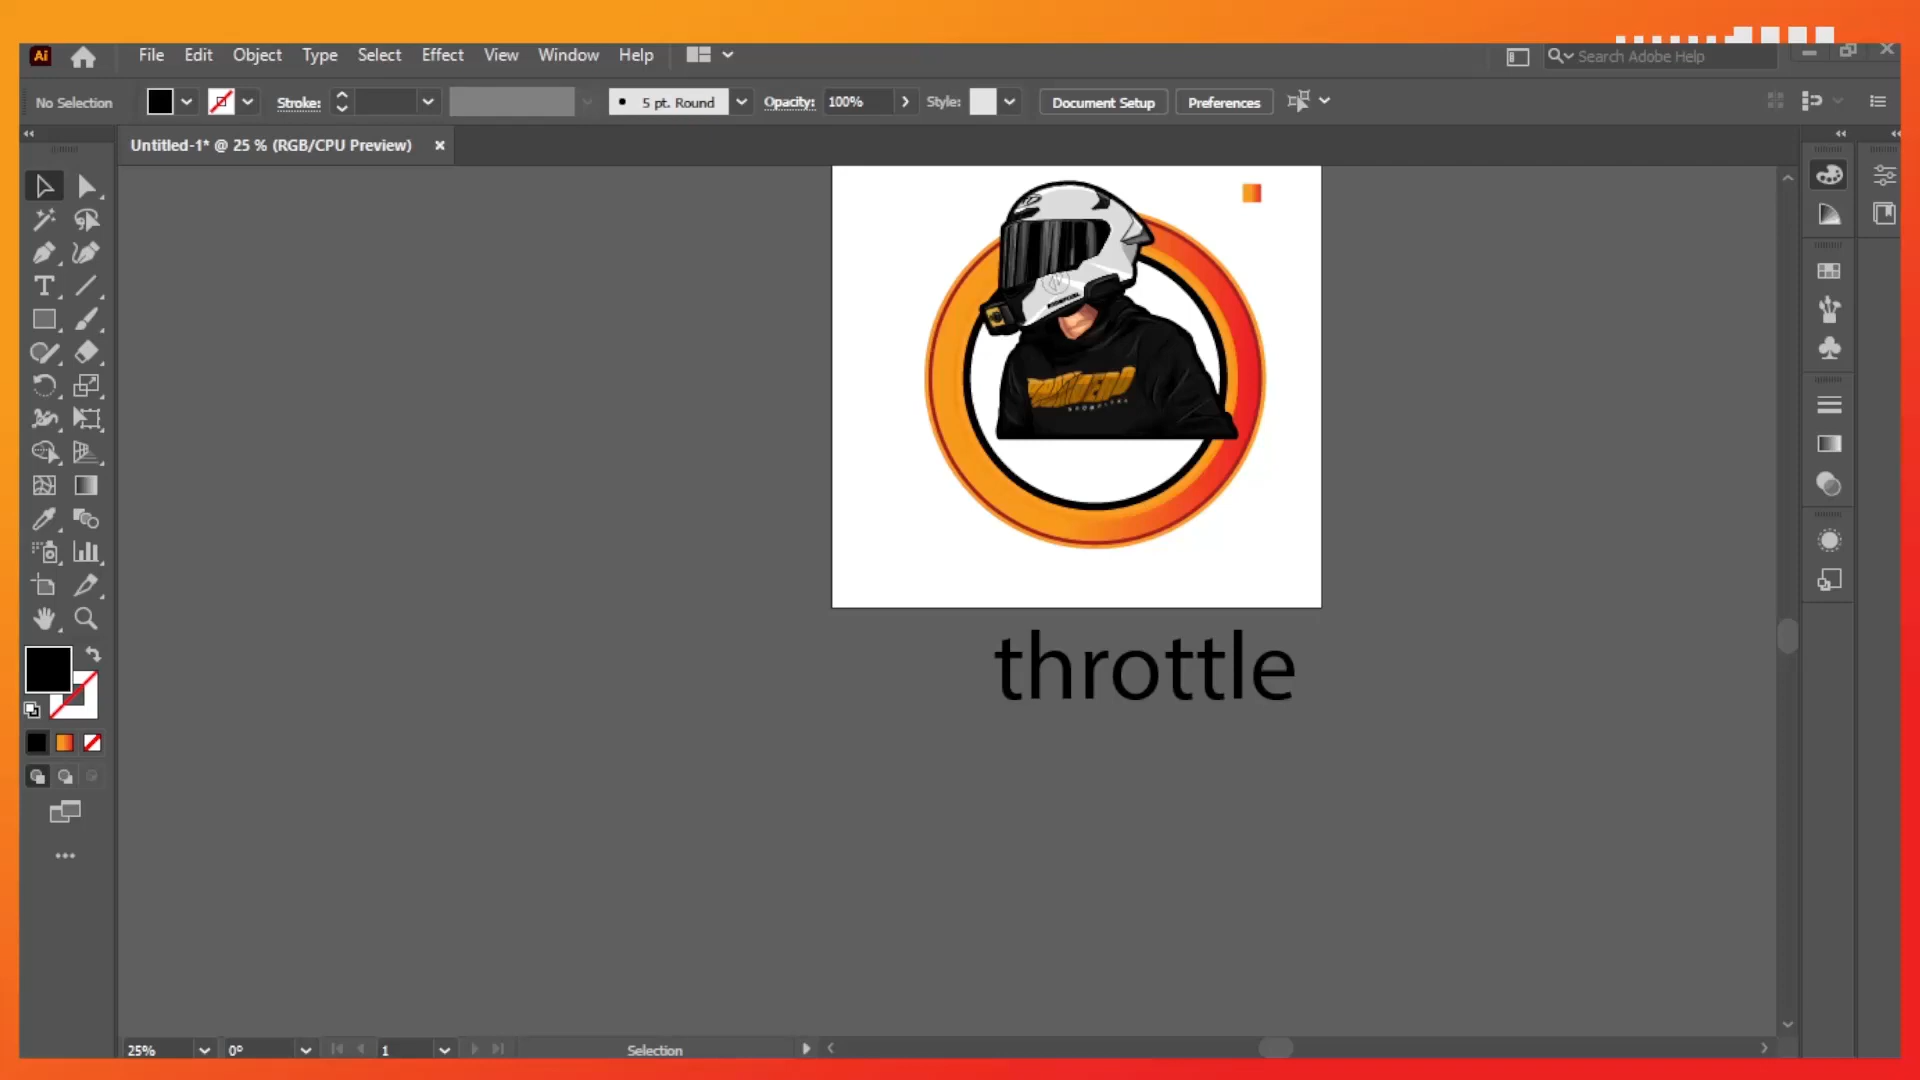 Ai
File Edit Object Type Select Effect View Window Help
Search Adobe Help
No Selection
Stroke:
5 pt. Round
Opacity: 100%
Style:
Document Setup
Preferences
Untitled-1* @ 25 % (RGB/CPU Preview)
throttle
25%
0°
1
Selection